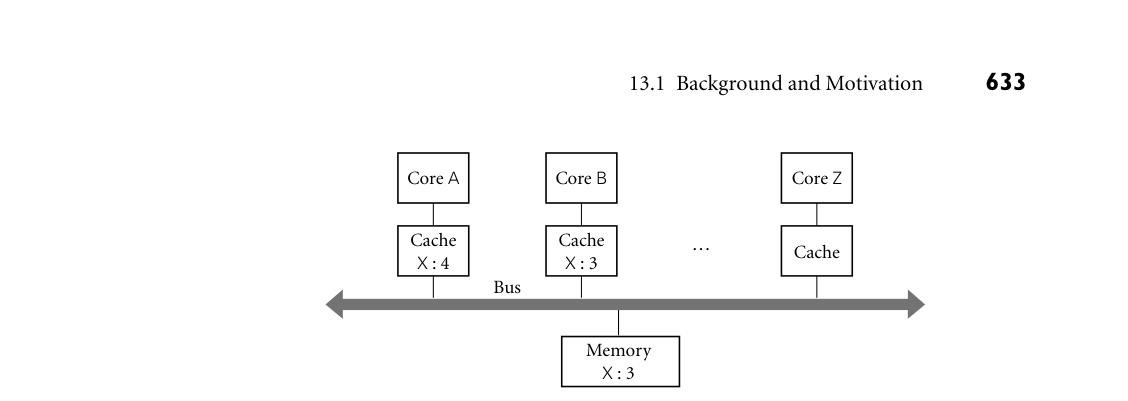 13.1 Background and Motivation 633
Core A
Core B
Core Z
Cache
X : 4
Cache
X : 3
...
Cache
Bus
Memory
X : 3